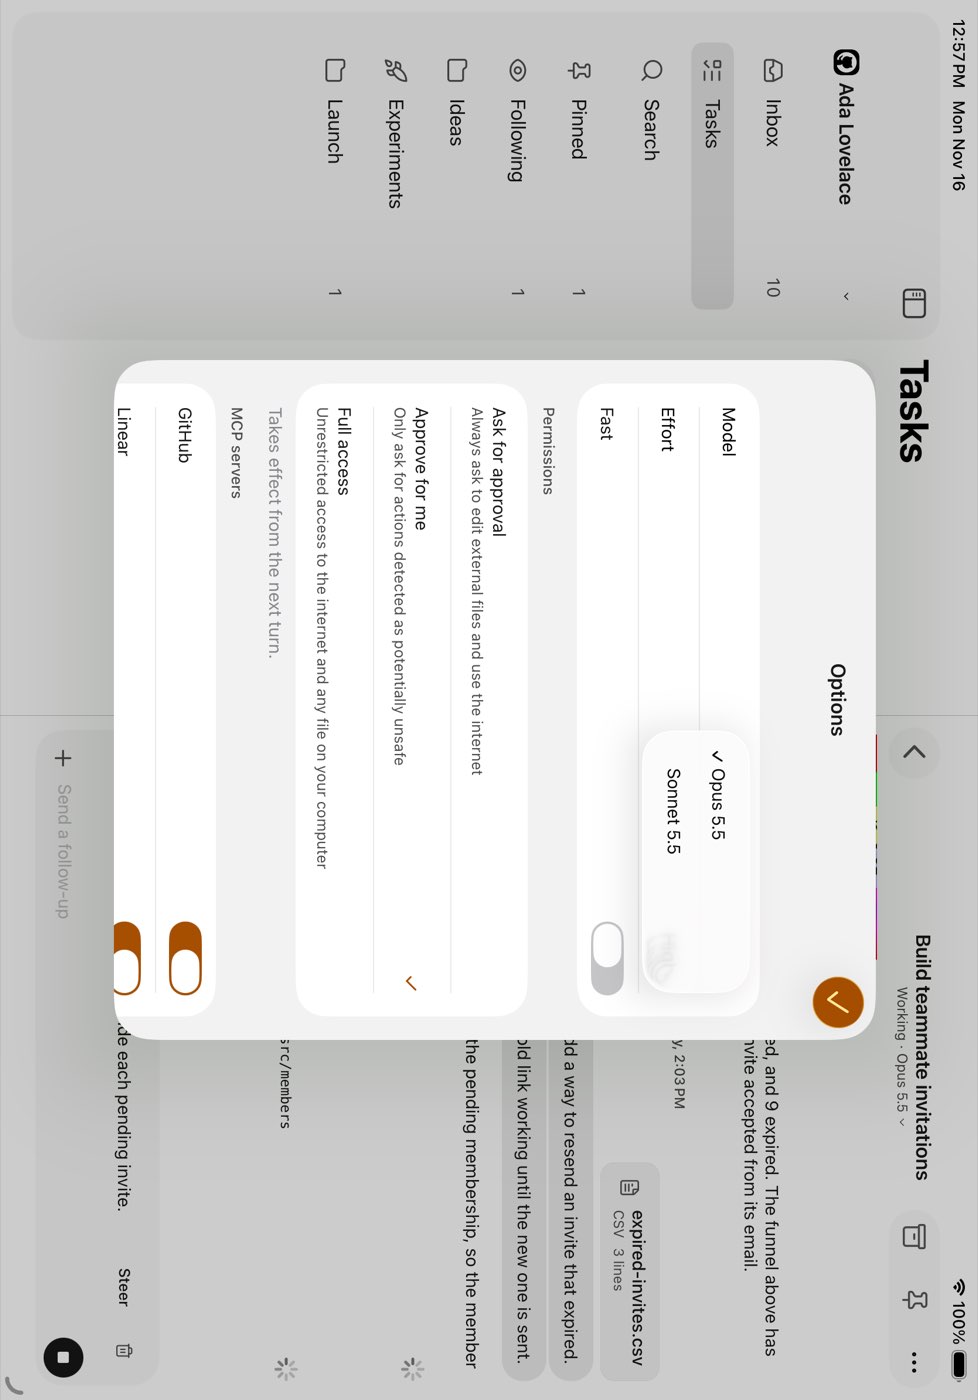 12:57 PM Mon Nov 16
100%
Ada Lovelace
Inbox 10
Tasks
Search
Pinned 1
Following 1
Ideas
Experiments
Launch 1
Tasks
Build teammate invitations
Working · Opus 5.5
ed, and 9 expired. The funnel above has
nvite accepted from its email.
y, 2:03 PM
expired-invites.csv
CSV 3 lines
dd a way to resend an invite that expired.
old link working until the new one is sent.
the pending membership, so the member
src/members
de each pending invite.
Steer
Send a follow-up
Options
Model
Opus 5.5
Sonnet 5.5
Effort
Fast
Permissions
Ask for approval
Always ask to edit external files and use the internet
Approve for me
Only ask for actions detected as potentially unsafe
Full access
Unrestricted access to the internet and any file on your computer
Takes effect from the next turn.
MCP servers
GitHub
Linear